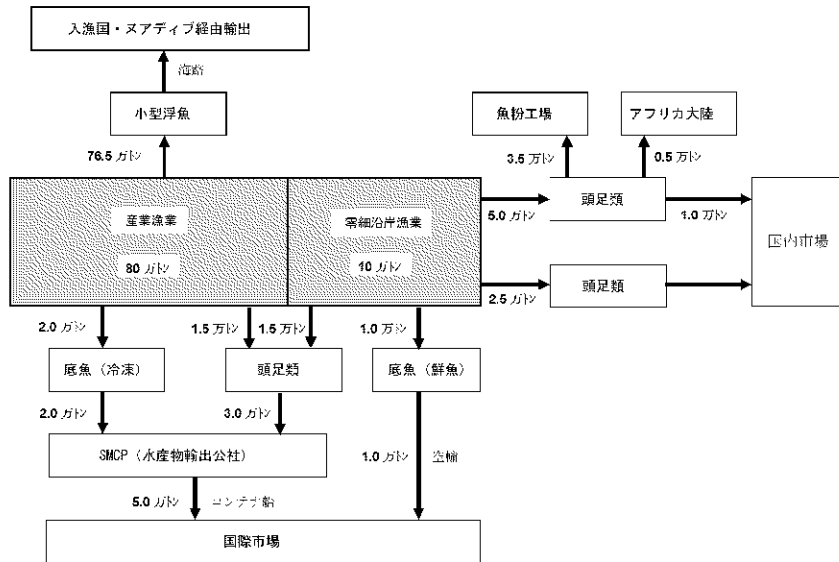 入漁国・ヌアディブ経由輸出
海路
小型浮魚
魚粉工場
アフリカ大陸
76.5 万トン
3.5 万トン
0.5 万トン
産業漁業
零細沿岸漁業
頭足類
5.0 万トン
1.0 万トン
国内市場
80 万トン
10 万トン
頭足類
2.5 万トン
2.0 万トン
1.5 万トン
1.5 万トン
1.0 万トン
底魚（冷凍）
頭足類
底魚（鮮魚）
2.0 万トン
3.0 万トン
SMCP（水産物輸出公社）
1.0 万トン
空輸
5.0 万トン
コンテナ船
国際市場